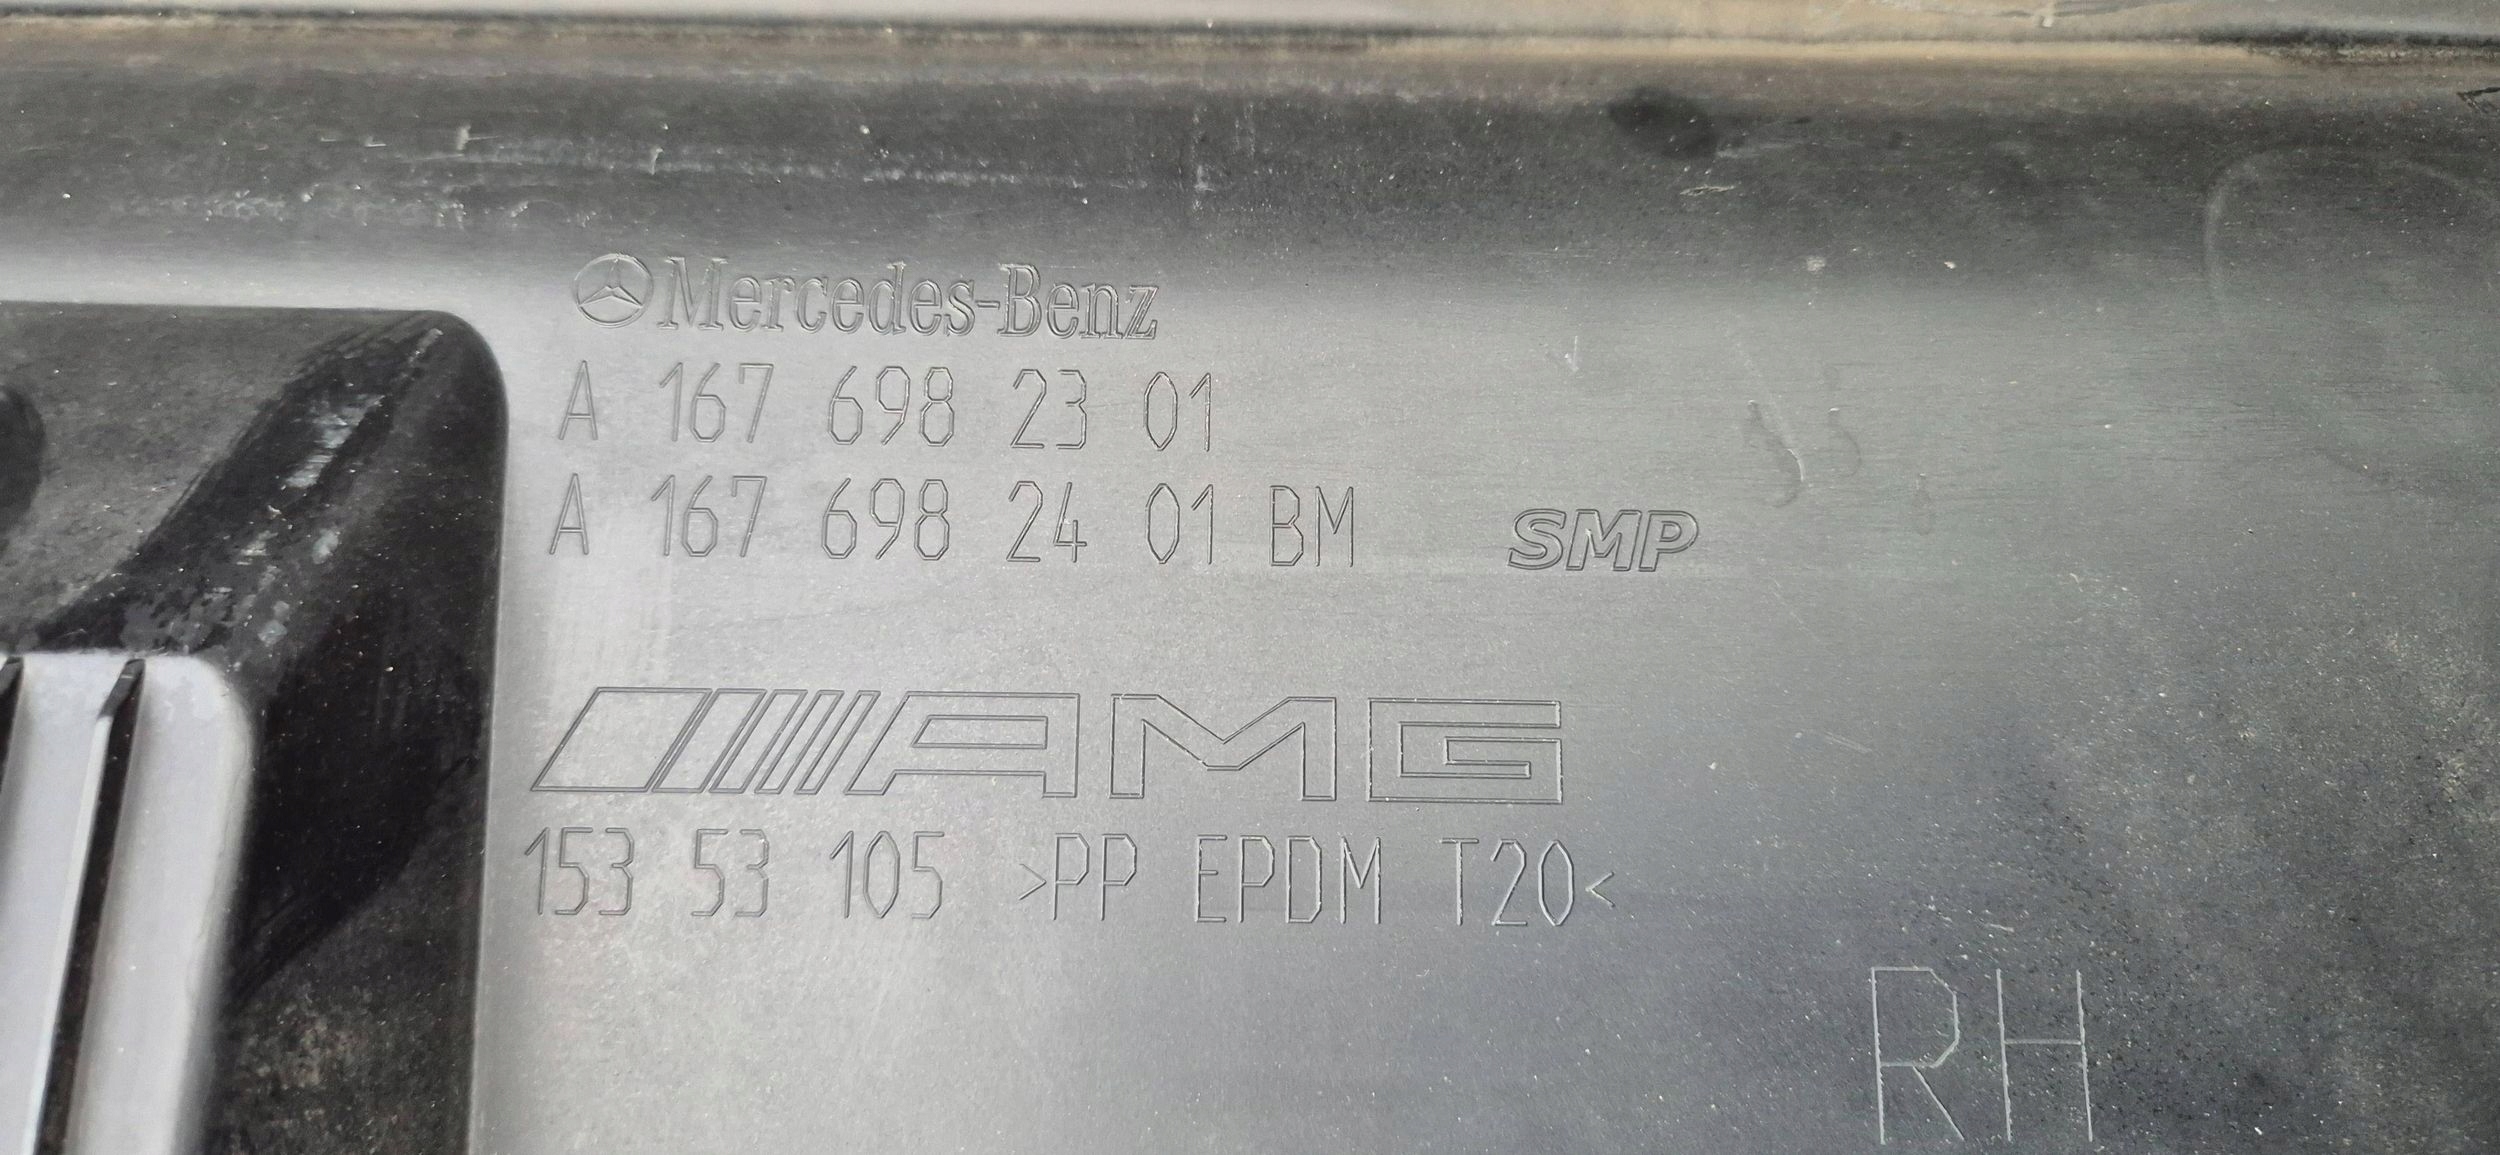 Mercedes-Benz
A 167 698 23 01
A 167 698 24 01 BM
SMP
AMG
153 53 105 >PP EPDM T20<
RH